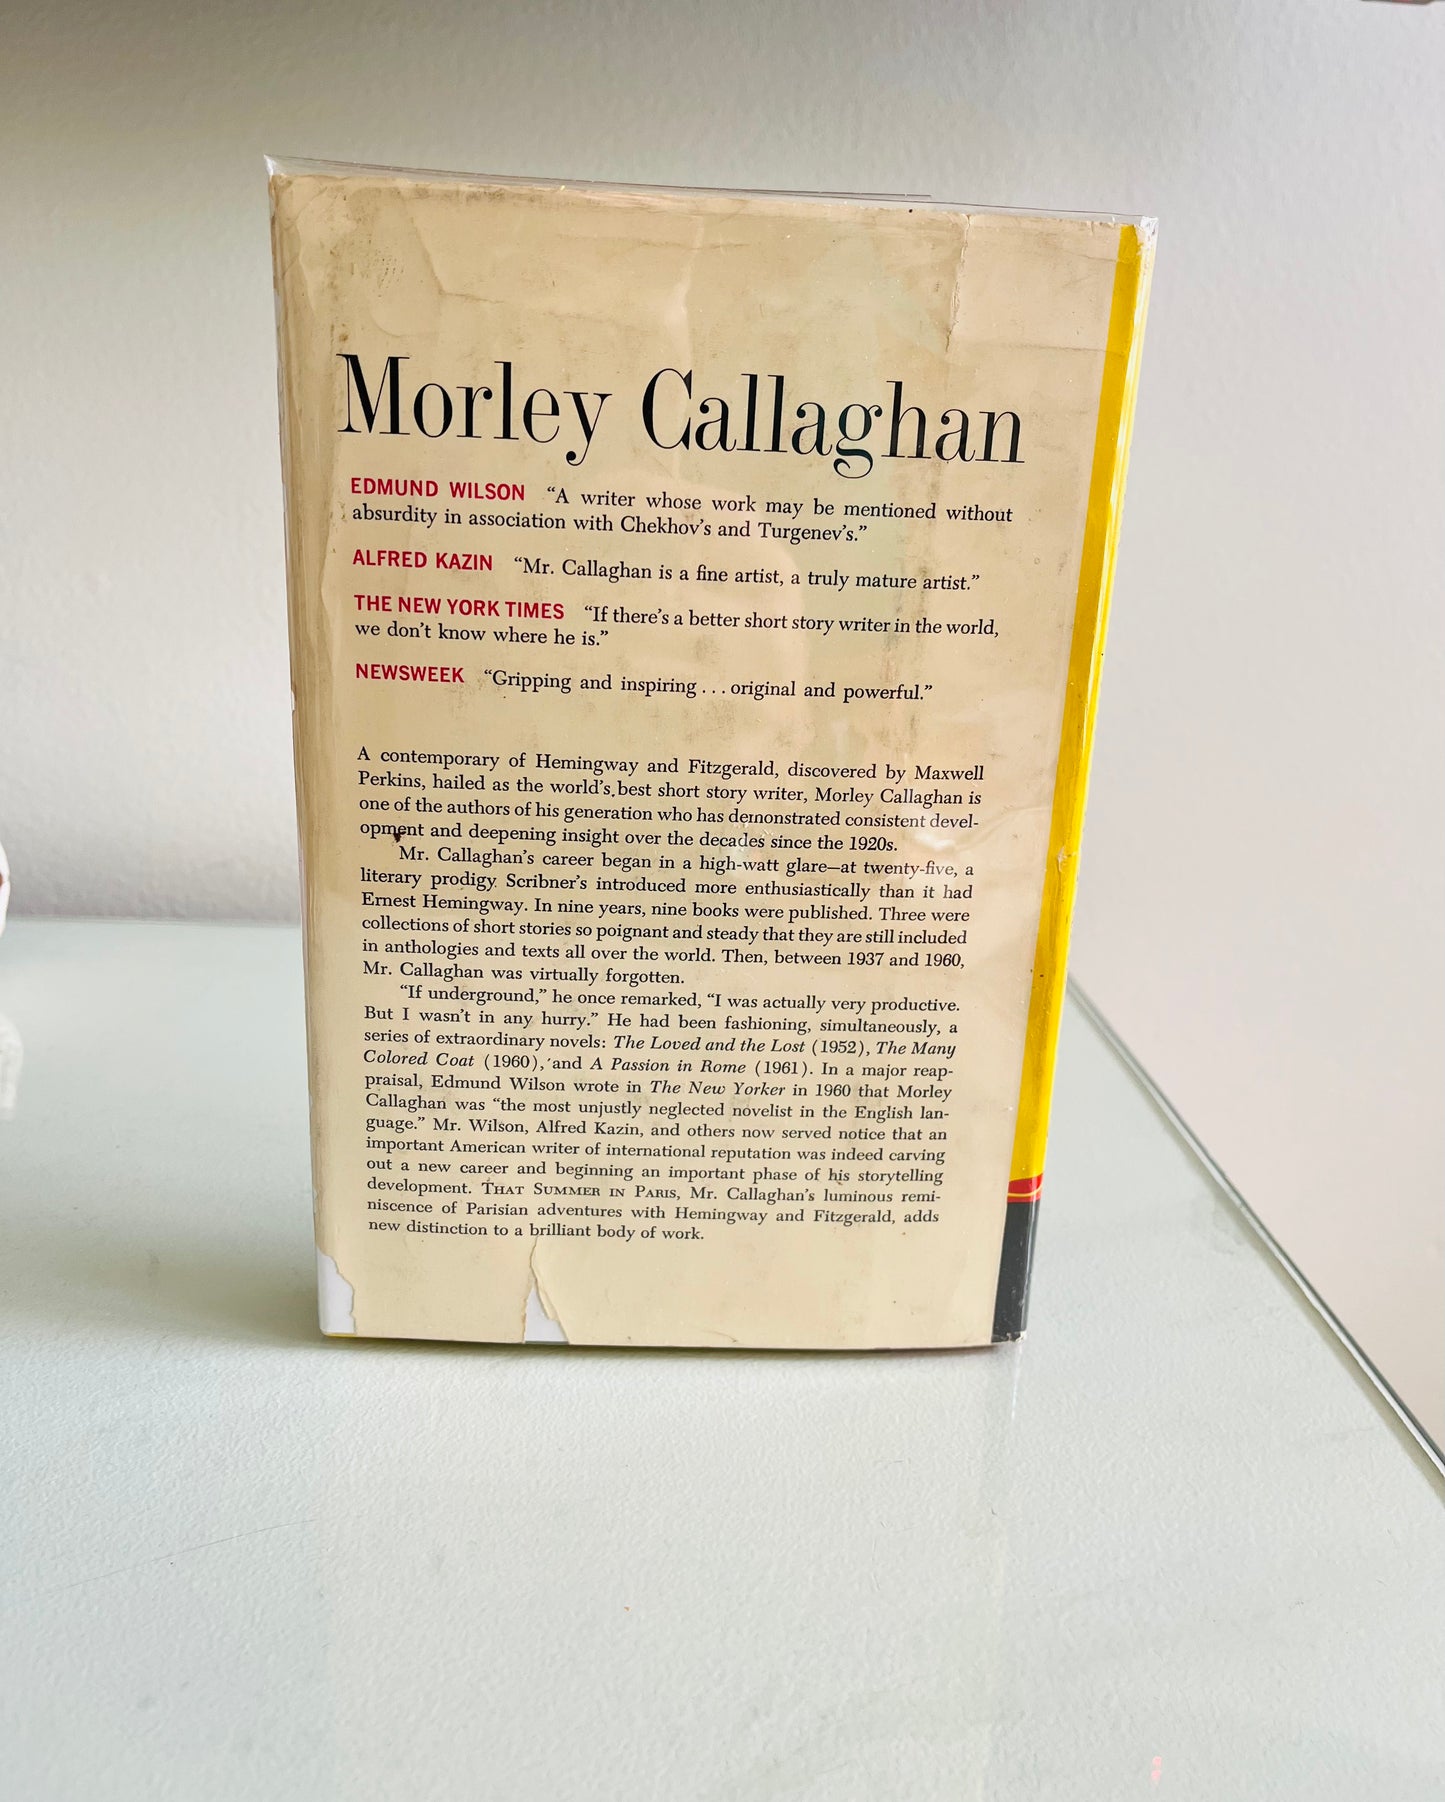 Morley Callaghan
EDMUND WILSON “A writer whose work may be mentioned without
absurdity in association with Chekhov’s and Turgenev’s.”
ALFRED KAZIN “Mr. Callaghan is a fine artist, a truly mature artist.”
THE NEW YORK TIMES “If there’s a better short story writer in the world,
we don’t know where he is.”
NEWSWEEK “Gripping and inspiring . . . original and powerful.”
A contemporary of Hemingway and Fitzgerald, discovered by Maxwell
Perkins, hailed as the world’s best short story writer, Morley Callaghan is
one of the authors of his generation who has demonstrated consistent devel-
opment and deepening insight over the decades since the 1920s.
Mr. Callaghan’s career began in a high-watt glare—at twenty-five, a
literary prodigy Scribner’s introduced more enthusiastically than it had
Ernest Hemingway. In nine years, nine books were published. Three were
collections of short stories so poignant and steady that they are still included
in anthologies and texts all over the world. Then, between 1937 and 1960,
Mr. Callaghan was virtually forgotten.
“If underground,” he once remarked, “I was actually very productive.
But I wasn’t in any hurry.” He had been fashioning, simultaneously, a
series of extraordinary novels: The Loved and the Lost (1952), The Many
Colored Coat (1960), and A Passion in Rome (1961). In a major reap-
praisal, Edmund Wilson wrote in The New Yorker in 1960 that Morley
Callaghan was “the most unjustly neglected novelist in the English lan-
guage.” Mr. Wilson, Alfred Kazin, and others now served notice that an
important American writer of international reputation was indeed carving
out a new career and beginning an important phase of his storytelling
development. THAT SUMMER IN PARIS, Mr. Callaghan’s luminous remi-
niscence of Parisian adventures with Hemingway and Fitzgerald, adds
new distinction to a brilliant body of work.